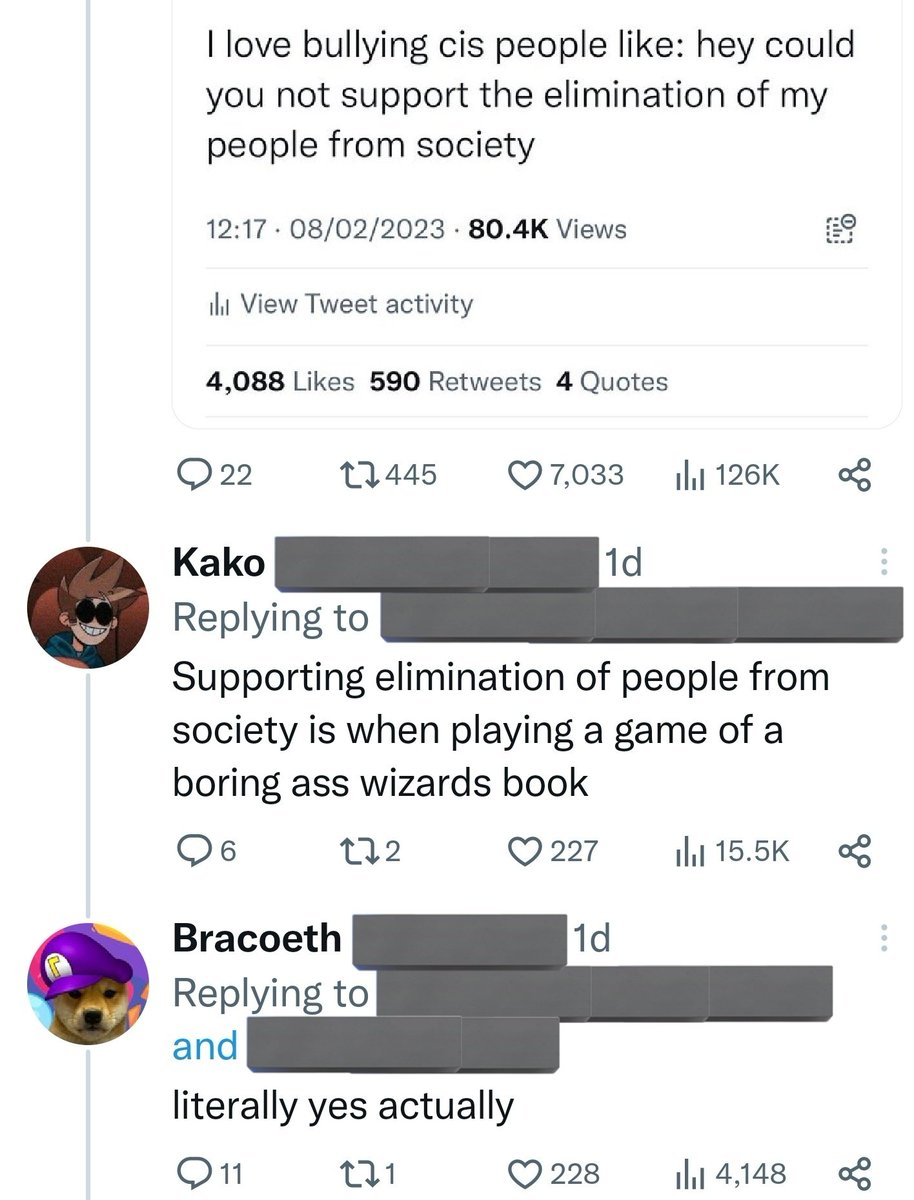 I love bullying cis people like: hey could
you not support the elimination of my
people from society
12:17 · 08/02/2023 · 80.4K Views
View Tweet activity
4,088 Likes 590 Retweets 4 Quotes
22 445 7,033 126K
Kako 1d
Replying to
Supporting elimination of people from
society is when playing a game of a
boring ass wizards book
6 2 227 15.5K
Bracoeth 1d
Replying to
and
literally yes actually
11 1 228 4,148